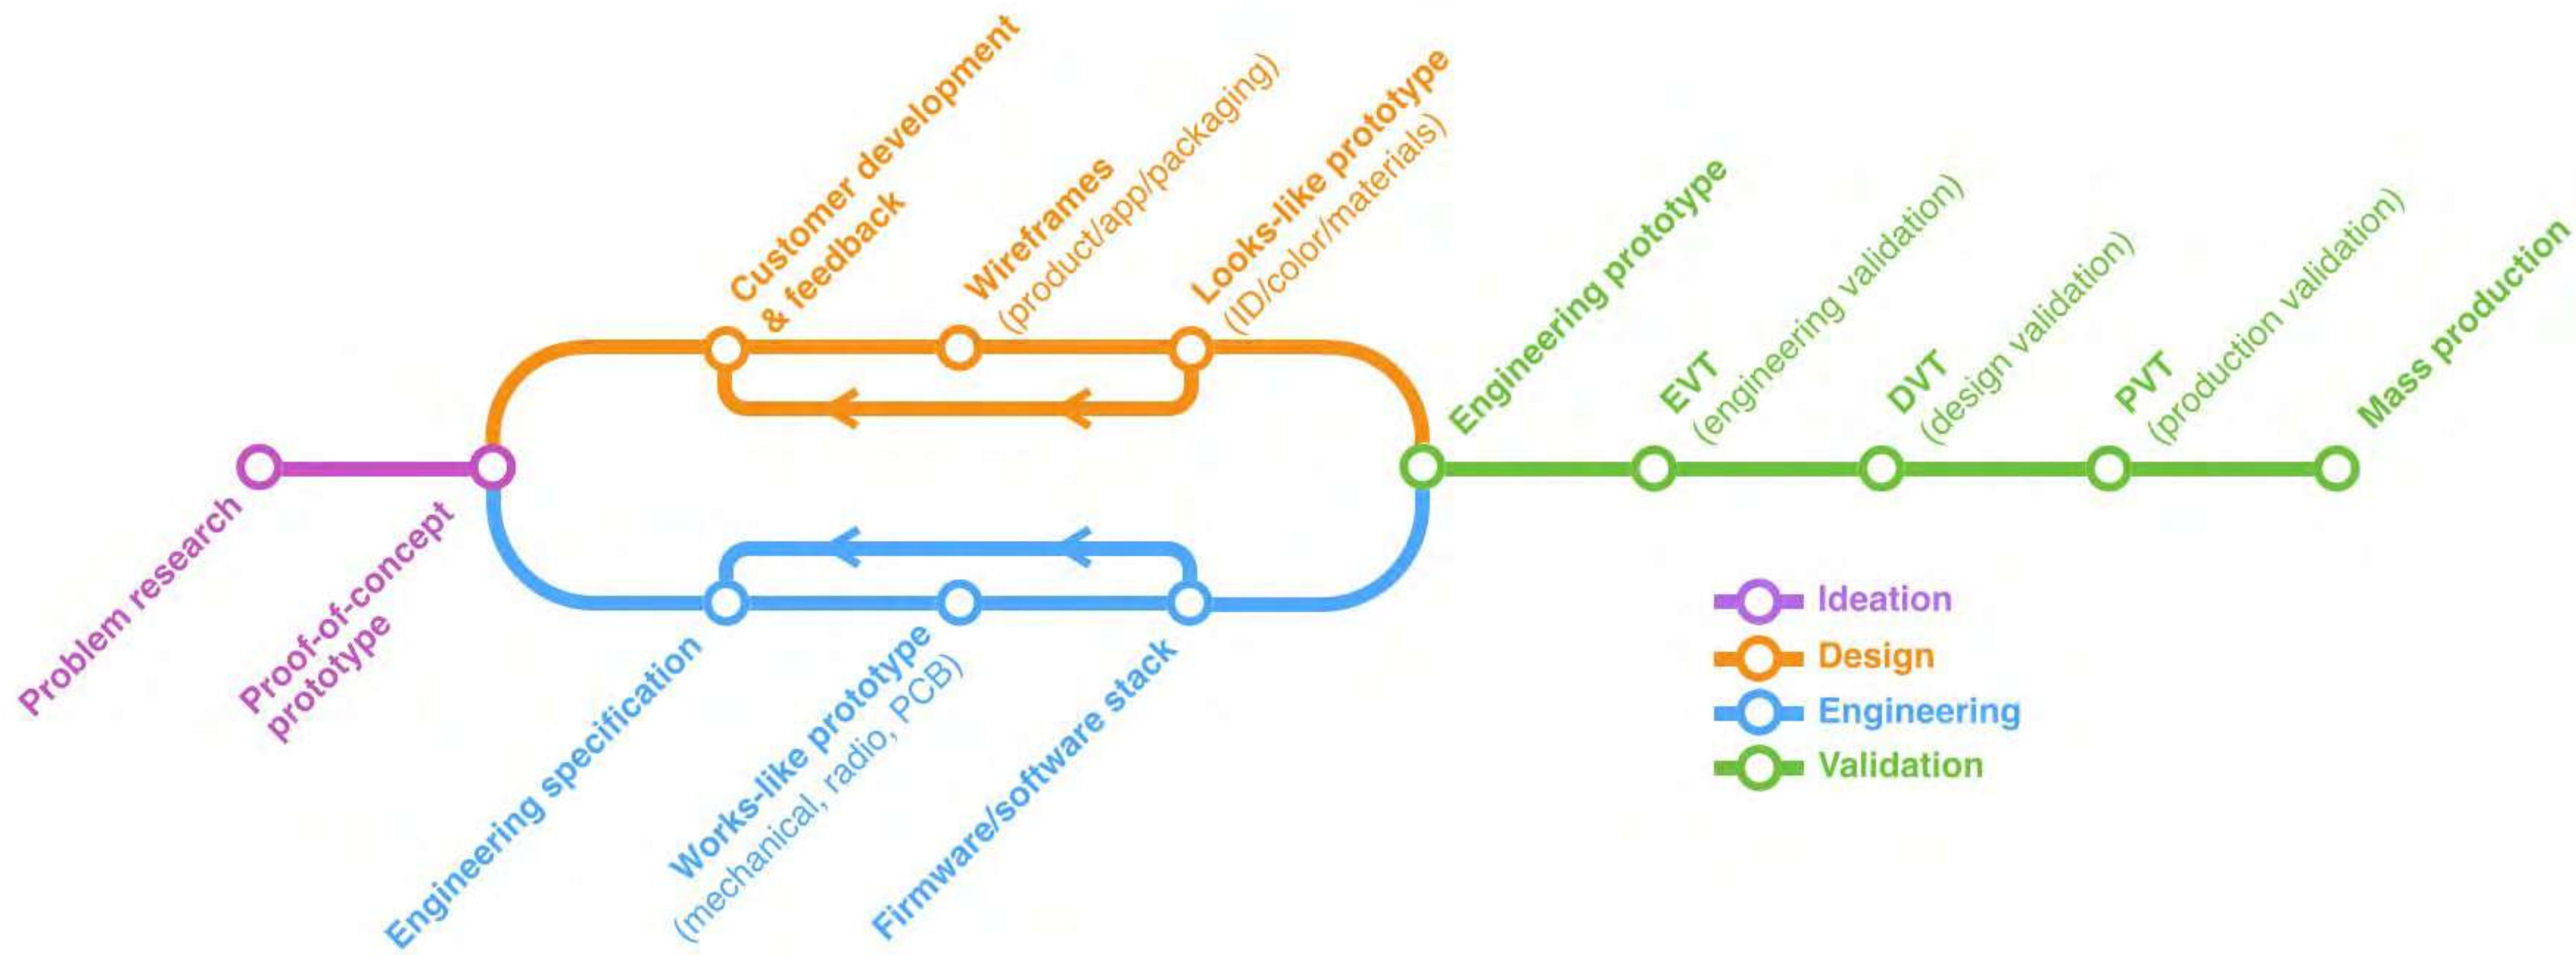 Problem research
Proof-of-concept
prototype
Customer development
& feedback
Wireframes
(product/app/packaging)
Looks-like prototype
(ID/color/materials)
Engineering specification
Works-like prototype
(mechanical, radio, PCB)
Firmware/software stack
Engineering prototype
EVT
(engineering validation)
DVT
(design validation)
PVT
(production validation)
Mass production
Ideation
Design
Engineering
Validation